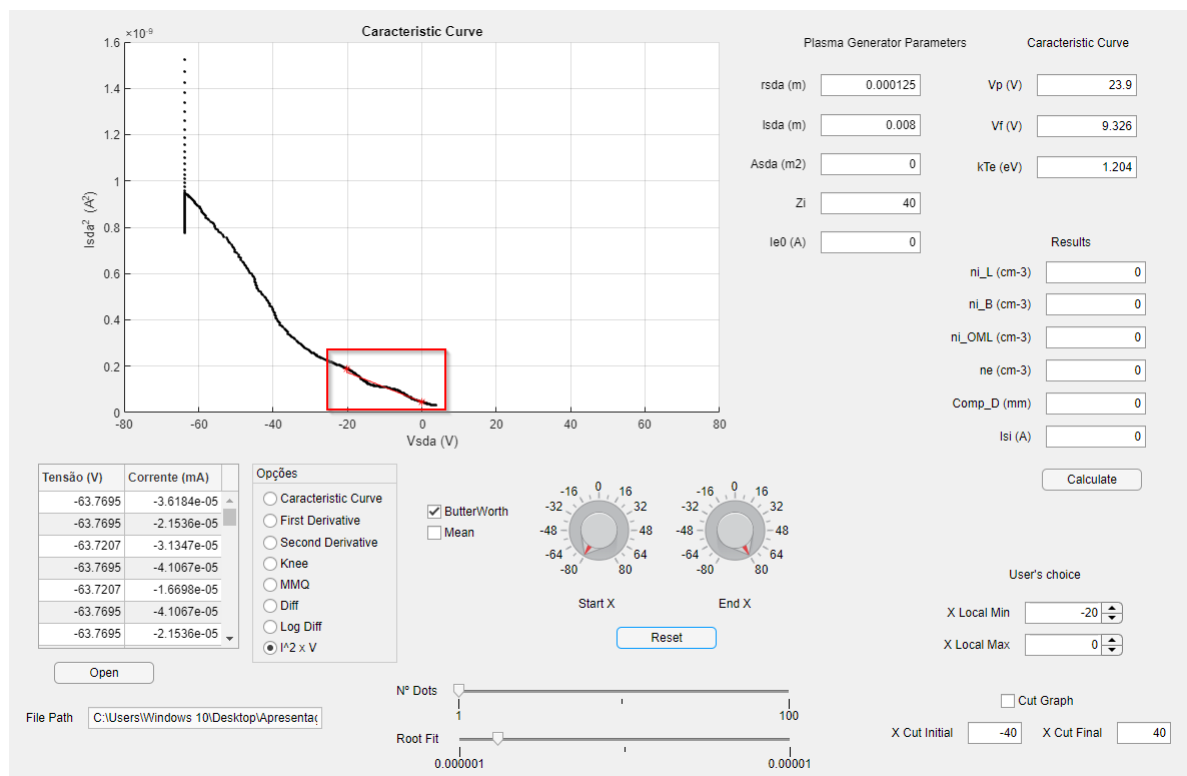 Caracteristic Curve
×10⁻⁹
1.6
1.4
1.2
1
0.8
0.6
0.4
0.2
0
Isda² (A²)
-80 -60 -40 -20 0 20 40 60 80
Vsda (V)
Plasma Generator Parameters
rsda (m) 0.000125
lsda (m) 0.008
Asda (m2) 0
Zi 40
Ie0 (A) 0
Caracteristic Curve
Vp (V) 23.9
Vf (V) 9.326
kTe (eV) 1.204
Results
ni_L (cm-3) 0
ni_B (cm-3) 0
ni_OML (cm-3) 0
ne (cm-3) 0
Comp_D (mm) 0
Isi (A) 0
Calculate
Tensão (V) Corrente (mA)
-63.7695 -3.6184e-05
-63.7695 -2.1536e-05
-63.7207 -3.1347e-05
-63.7695 -4.1067e-05
-63.7207 -1.6698e-05
-63.7695 -4.1067e-05
-63.7695 -2.1536e-05
Open
File Path C:\Users\Windows 10\Desktop\Apresenta
Opções
Caracteristic Curve
First Derivative
Second Derivative
Knee
MMQ
Diff
Log Diff
I^2 x V
ButterWorth
Mean
-80 -64 -48 -32 -16 0 16 32 48 64 80
Start X
-80 -64 -48 -32 -16 0 16 32 48 64 80
End X
Reset
Nº Dots
1 100
Root Fit
0.000001 0.00001
User's choice
X Local Min -20
X Local Max 0
Cut Graph
X Cut Initial -40 X Cut Final 40